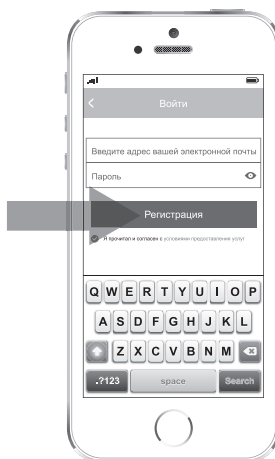 Войти
Введите адрес вашей электронной почты
Пароль
Регистрация
Я прочитал и согласен с условиями предоставления услуг
Q W E R T Y U I O P
A S D F G H J K L
Z X C V B N M
.?123 space Search